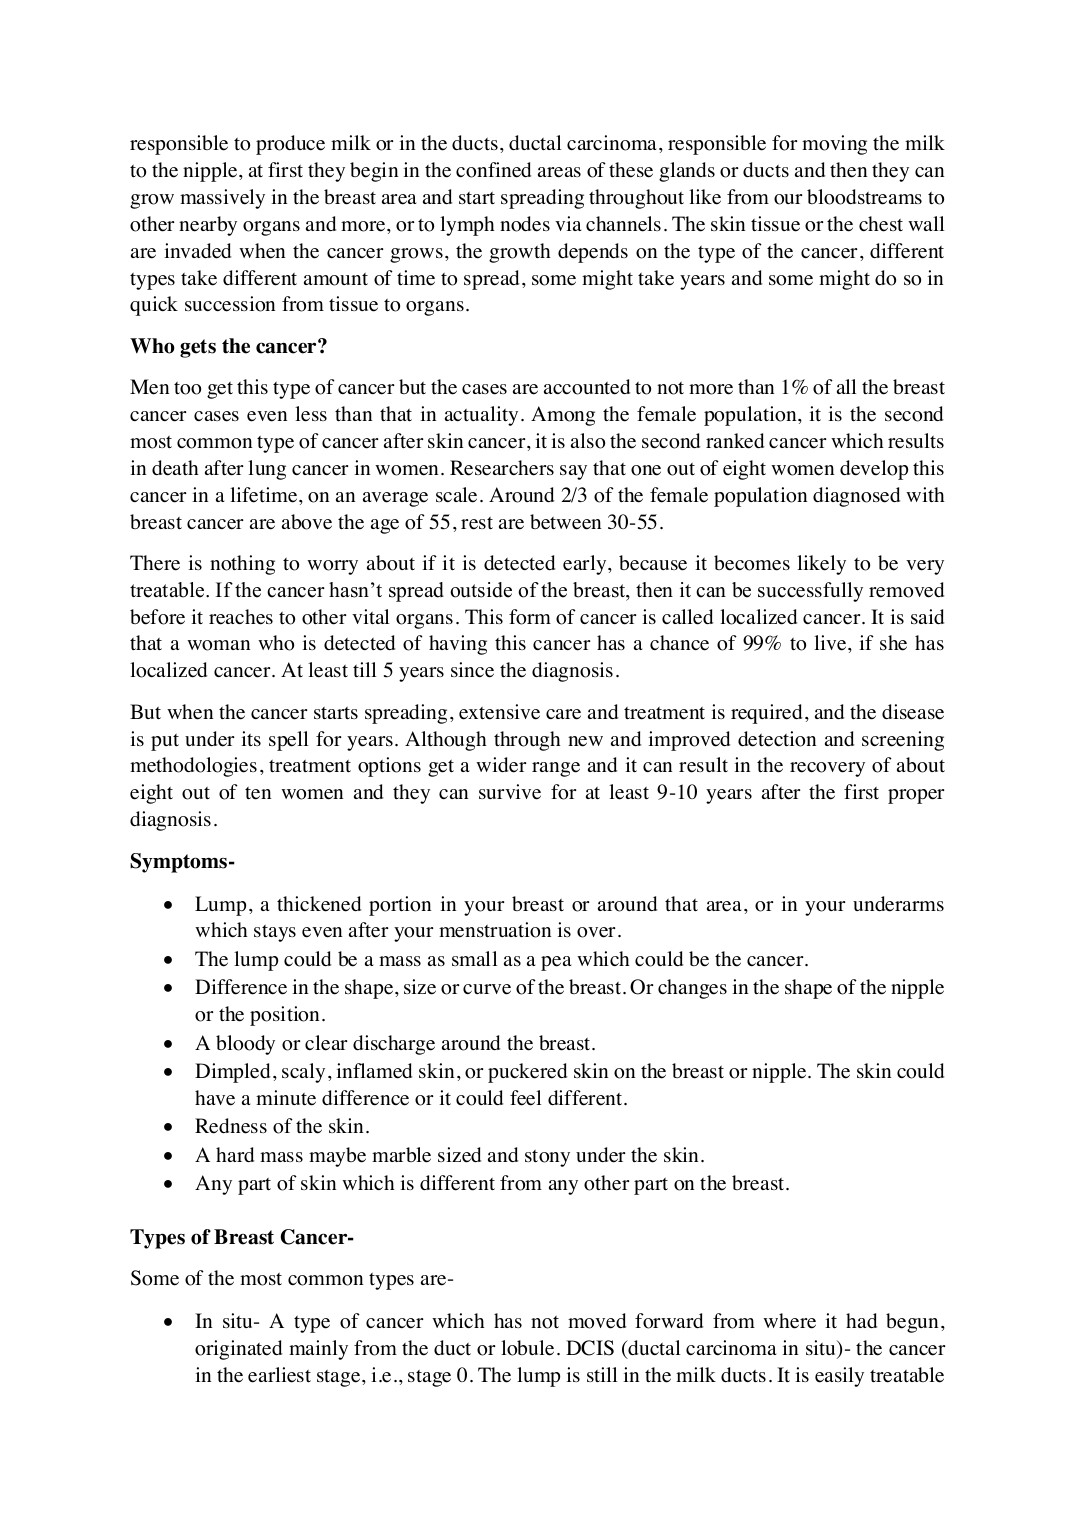 responsible to produce milk or in the ducts, ductal carcinoma, responsible for moving the milk
to the nipple, at first they begin in the confined areas of these glands or ducts and then they can
grow massively in the breast area and start spreading throughout like from our bloodstreams to
other nearby organs and more, or to lymph nodes via channels. The skin tissue or the chest wall
are invaded when the cancer grows, the growth depends on the type of the cancer, different
types take different amount of time to spread, some might take years and some might do so in
quick succession from tissue to organs.
Who gets the cancer?
Men too get this type of cancer but the cases are accounted to not more than 1% of all the breast
cancer cases even less than that in actuality. Among the female population, it is the second
most common type of cancer after skin cancer, it is also the second ranked cancer which results
in death after lung cancer in women. Researchers say that one out of eight women develop this
cancer in a lifetime, on an average scale. Around 2/3 of the female population diagnosed with
breast cancer are above the age of 55, rest are between 30-55.
There is nothing to worry about if it is detected early, because it becomes likely to be very
treatable. If the cancer hasn’t spread outside of the breast, then it can be successfully removed
before it reaches to other vital organs. This form of cancer is called localized cancer. It is said
that a woman who is detected of having this cancer has a chance of 99% to live, if she has
localized cancer. At least till 5 years since the diagnosis.
But when the cancer starts spreading, extensive care and treatment is required, and the disease
is put under its spell for years. Although through new and improved detection and screening
methodologies, treatment options get a wider range and it can result in the recovery of about
eight out of ten women and they can survive for at least 9-10 years after the first proper
diagnosis.
Symptoms-
• Lump, a thickened portion in your breast or around that area, or in your underarms
which stays even after your menstruation is over.
• The lump could be a mass as small as a pea which could be the cancer.
• Difference in the shape, size or curve of the breast. Or changes in the shape of the nipple
or the position.
• A bloody or clear discharge around the breast.
• Dimpled, scaly, inflamed skin, or puckered skin on the breast or nipple. The skin could
have a minute difference or it could feel different.
• Redness of the skin.
• A hard mass maybe marble sized and stony under the skin.
• Any part of skin which is different from any other part on the breast.
Types of Breast Cancer-
Some of the most common types are-
• In situ- A type of cancer which has not moved forward from where it had begun,
originated mainly from the duct or lobule. DCIS (ductal carcinoma in situ)- the cancer
in the earliest stage, i.e., stage 0. The lump is still in the milk ducts. It is easily treatable